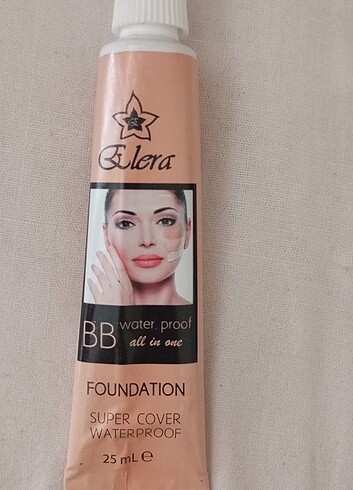 E
Elera
BB water.proof
all in one
FOUNDATION
SUPER COVER
WATERPROOF
25 mL e